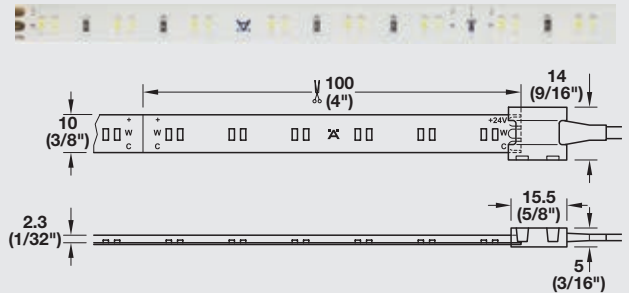 100
(4")
14
(9/16")
10
(3/8")
+ +
W W
C C
+24V
W
C
15.5
(5/8")
2.3
(1/32")
5
(3/16")